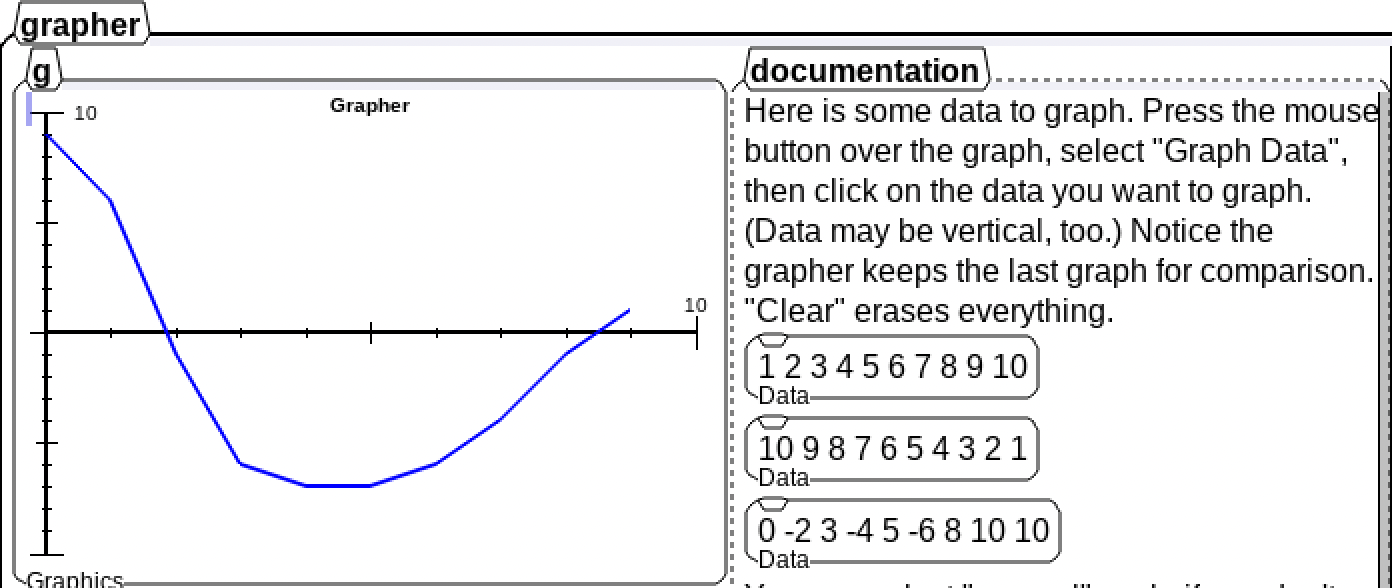 grapher
g
10
Grapher
10
Graphics
documentation
Here is some data to graph. Press the mouse
button over the graph, select "Graph Data",
then click on the data you want to graph.
(Data may be vertical, too.) Notice the
grapher keeps the last graph for comparison.
"Clear" erases everything.
1 2 3 4 5 6 7 8 9 10
Data
10 9 8 7 6 5 4 3 2 1
Data
0 -2 3 -4 5 -6 8 10 10
Data